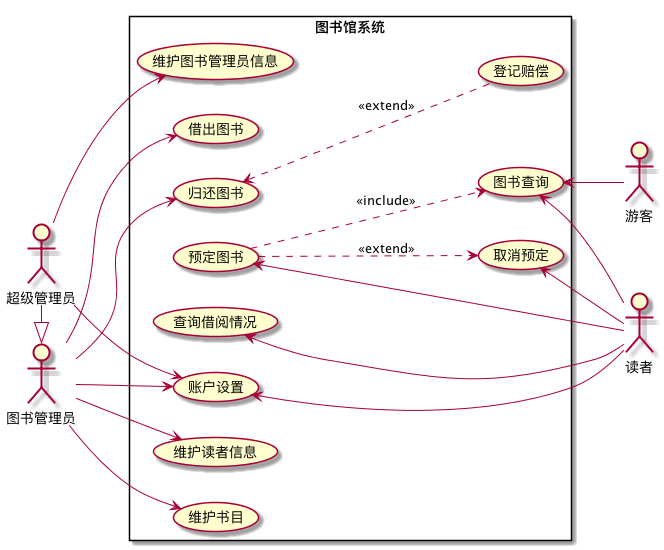 图书馆系统
维护图书管理员信息
登记赔偿
«extend»
借出图书
归还图书
图书查询
«include»
游客
预定图书
«extend»
取消预定
超级管理员
查询借阅情况
读者
账户设置
图书管理员
维护读者信息
维护书目